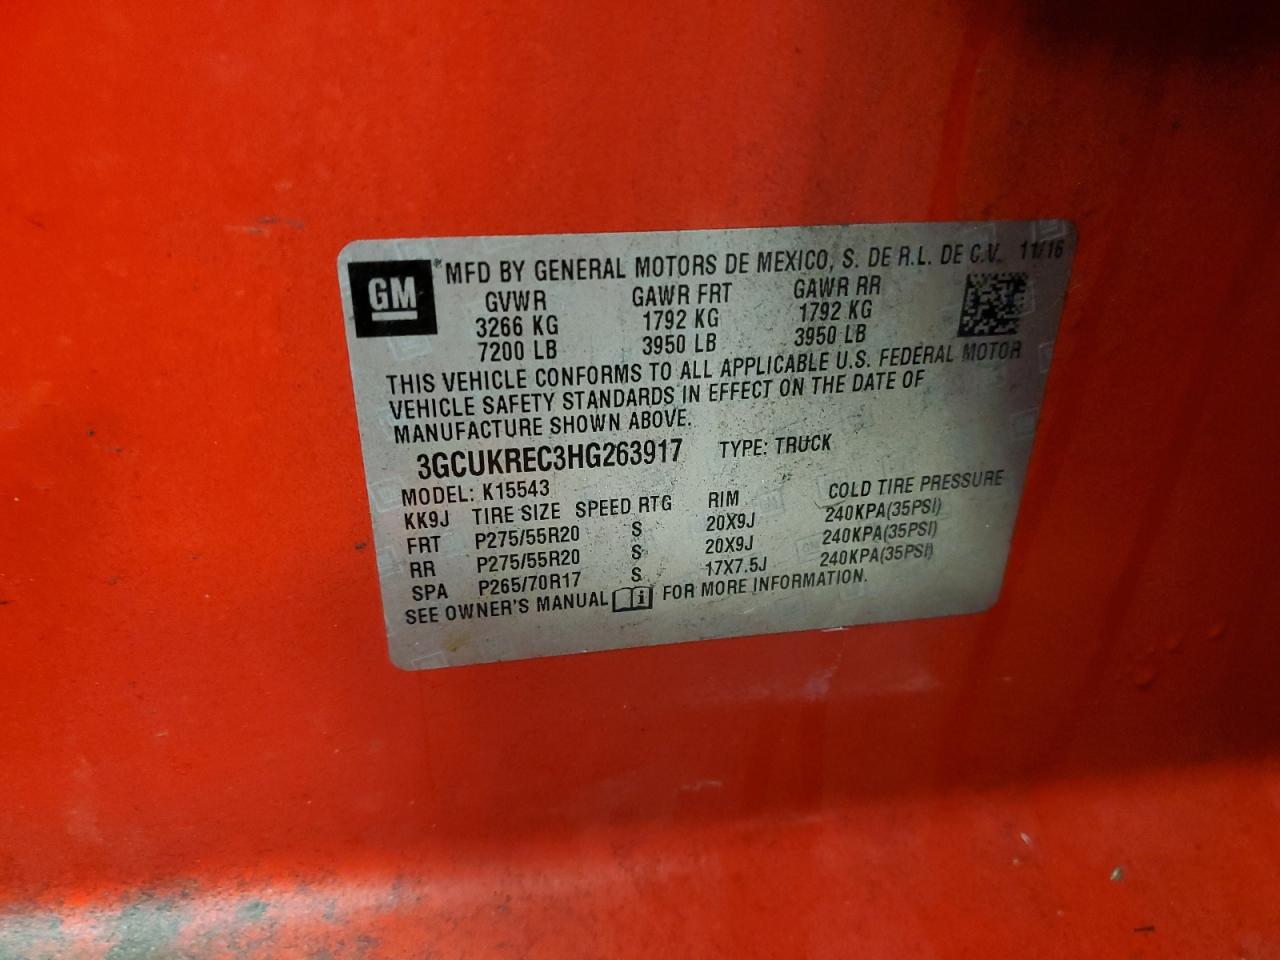 GM ® MFD BY GENERAL MOTORS DE MEXICO, S. DE R.L. DE C.V. 11/16
GVWR GAWR FRT GAWR RR
3266 KG 1792 KG 1792 KG
7200 LB 3950 LB 3950 LB
THIS VEHICLE CONFORMS TO ALL APPLICABLE U.S. FEDERAL MOTOR
VEHICLE SAFETY STANDARDS IN EFFECT ON THE DATE OF
MANUFACTURE SHOWN ABOVE.
3GCUKREC3HG263917 TYPE: TRUCK
MODEL: K15543
KK9J TIRE SIZE SPEED RTG RIM COLD TIRE PRESSURE
FRT P275/55R20 S 20X9J 240KPA(35PSI)
RR P275/55R20 S 20X9J 240KPA(35PSI)
SPA P265/70R17 S 17X7.5J 240KPA(35PSI)
SEE OWNER'S MANUAL i FOR MORE INFORMATION.